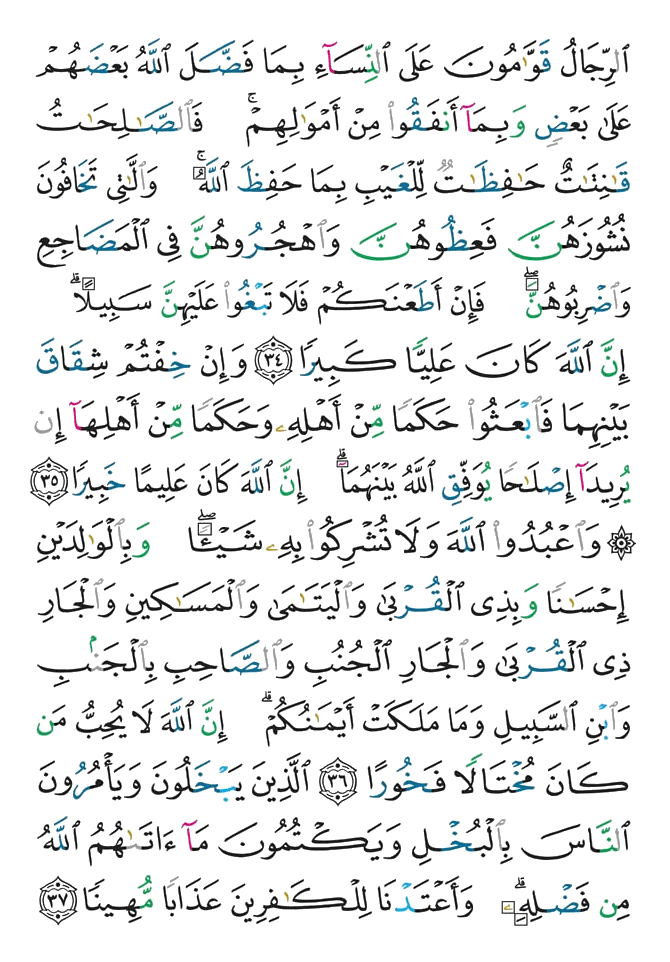 ٱلرِّجَالُ قَوَّٰمُونَ عَلَى ٱلنِّسَآءِ بِمَا فَضَّلَ ٱللَّهُ بَعْضَهُمْ
عَلَىٰ بَعْضٍ وَبِمَآ أَنفَقُوا۟ مِنْ أَمْوَٰلِهِمْ ۚ فَٱلصَّٰلِحَٰتُ
قَٰنِتَٰتٌ حَٰفِظَٰتٌ لِّلْغَيْبِ بِمَا حَفِظَ ٱللَّهُ ۚ وَٱلَّٰتِى تَخَافُونَ
نُشُوزَهُنَّ فَعِظُوهُنَّ وَٱهْجُرُوهُنَّ فِى ٱلْمَضَاجِعِ
وَٱضْرِبُوهُنَّ ۖ فَإِنْ أَطَعْنَكُمْ فَلَا تَبْغُوا۟ عَلَيْهِنَّ سَبِيلًا ۗ
إِنَّ ٱللَّهَ كَانَ عَلِيًّا كَبِيرًا ٣٤ وَإِنْ خِفْتُمْ شِقَاقَ
بَيْنِهِمَا فَٱبْعَثُوا۟ حَكَمًا مِّنْ أَهْلِهِۦ وَحَكَمًا مِّنْ أَهْلِهَآ إِن
يُرِيدَآ إِصْلَٰحًا يُوَفِّقِ ٱللَّهُ بَيْنَهُمَآ ۗ إِنَّ ٱللَّهَ كَانَ عَلِيمًا خَبِيرًا ٣٥
۞ وَٱعْبُدُوا۟ ٱللَّهَ وَلَا تُشْرِكُوا۟ بِهِۦ شَيْـًٔا ۖ وَبِٱلْوَٰلِدَيْنِ
إِحْسَٰنًا وَبِذِى ٱلْقُرْبَىٰ وَٱلْيَتَٰمَىٰ وَٱلْمَسَٰكِينِ وَٱلْجَارِ
ذِى ٱلْقُرْبَىٰ وَٱلْجَارِ ٱلْجُنُبِ وَٱلصَّاحِبِ بِٱلْجَنۢبِ
وَٱبْنِ ٱلسَّبِيلِ وَمَا مَلَكَتْ أَيْمَٰنُكُمْ ۗ إِنَّ ٱللَّهَ لَا يُحِبُّ مَن
كَانَ مُخْتَالًا فَخُورًا ٣٦ ٱلَّذِينَ يَبْخَلُونَ وَيَأْمُرُونَ
ٱلنَّاسَ بِٱلْبُخْلِ وَيَكْتُمُونَ مَآ ءَاتَىٰهُمُ ٱللَّهُ
مِن فَضْلِهِۦ ۗ وَأَعْتَدْنَا لِلْكَٰفِرِينَ عَذَابًا مُّهِينًا ٣٧